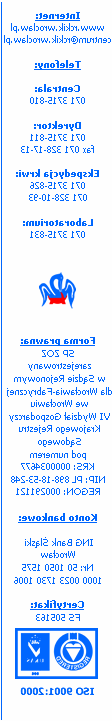 Internet:
www.rckik.wroclaw.pl
centrum@rckik.wroclaw.pl
Telefony:
Centrala:
071 3715-810
Dyrektor:
071 3715-811
fax 071 328-17-13
Ekspedycja krwi:
071 3715-826
071 328-10-93
Laboratorium:
071 3715-831
Forma prawna:
SP ZOZ
zarejestrowany
w Sądzie Rejonowym
dla Wrocławia-Fabrycznej
we Wrocławiu
VI Wydział Gospodarczy
Krajowego Rejestru
Sądowego
pod numerem
KRS: 0000034677
NIP: PL 898-18-53-248
REGON: 000291121
Konto bankowe:
ING Bank Śląski
Wrocław
Nr: 50 1050 1575
1000 0023 1730 1006
Certyfikat:
FS 505163
ISO 9001:2000